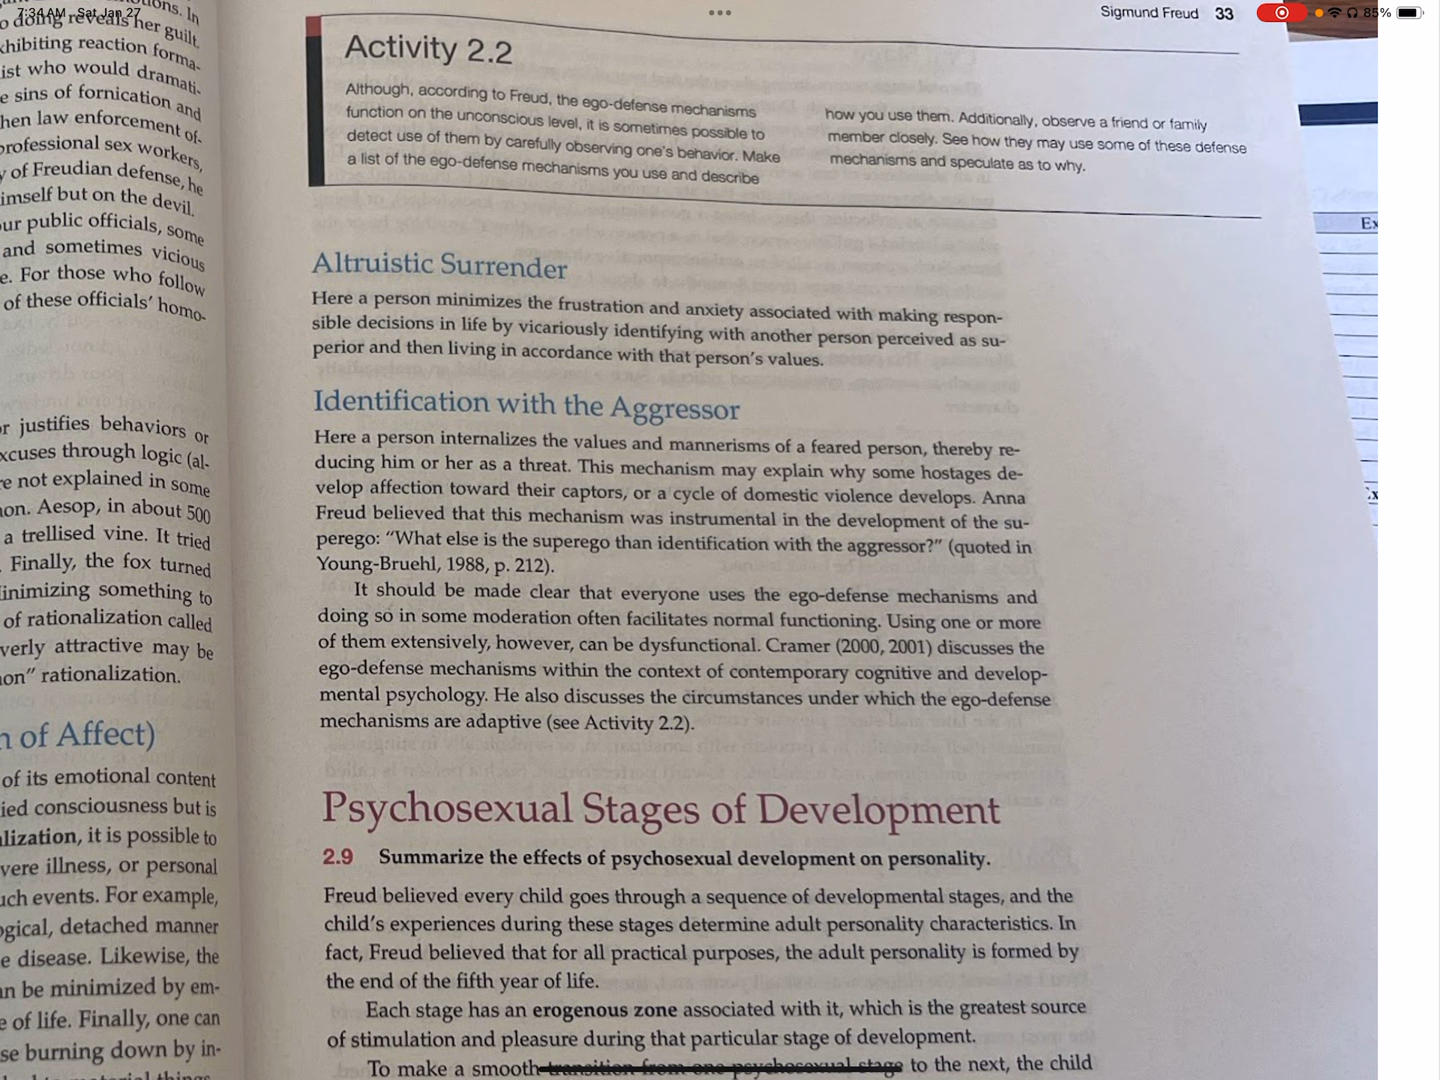 7:34 AM Sat Jan 27
85%
o doing reveals her guilt.
xhibiting reaction forma-
ist who would dramati-
e sins of fornication and
hen law enforcement of-
professional sex workers,
y of Freudian defense, he
imself but on the devil.
ur public officials, some
and sometimes vicious
e. For those who follow
of these officials' homo-
r justifies behaviors or
xcuses through logic (al-
re not explained in some
on. Aesop, in about 500
a trellised vine. It tried
. Finally, the fox turned
inimizing something to
of rationalization called
verly attractive may be
on" rationalization.
n of Affect)
of its emotional content
ied consciousness but is
lization, it is possible to
vere illness, or personal
uch events. For example,
ogical, detached manner
e disease. Likewise, the
an be minimized by em-
e of life. Finally, one can
se burning down by in-
Sigmund Freud 33
Activity 2.2
Although, according to Freud, the ego-defense mechanisms
function on the unconscious level, it is sometimes possible to
detect use of them by carefully observing one's behavior. Make
a list of the ego-defense mechanisms you use and describe
how you use them. Additionally, observe a friend or family
member closely. See how they may use some of these defense
mechanisms and speculate as to why.
Altruistic Surrender
Here a person minimizes the frustration and anxiety associated with making respon-
sible decisions in life by vicariously identifying with another person perceived as su-
perior and then living in accordance with that person's values.
Identification with the Aggressor
Here a person internalizes the values and mannerisms of a feared person, thereby re-
ducing him or her as a threat. This mechanism may explain why some hostages de-
velop affection toward their captors, or a cycle of domestic violence develops. Anna
Freud believed that this mechanism was instrumental in the development of the su-
perego: "What else is the superego than identification with the aggressor?" (quoted in
Young-Bruehl, 1988, p. 212).
It should be made clear that everyone uses the ego-defense mechanisms and
doing so in some moderation often facilitates normal functioning. Using one or more
of them extensively, however, can be dysfunctional. Cramer (2000, 2001) discusses the
ego-defense mechanisms within the context of contemporary cognitive and develop-
mental psychology. He also discusses the circumstances under which the ego-defense
mechanisms are adaptive (see Activity 2.2).
Psychosexual Stages of Development
2.9 Summarize the effects of psychosexual development on personality.
Freud believed every child goes through a sequence of developmental stages, and the
child's experiences during these stages determine adult personality characteristics. In
fact, Freud believed that for all practical purposes, the adult personality is formed by
the end of the fifth year of life.
Each stage has an erogenous zone associated with it, which is the greatest source
of stimulation and pleasure during that particular stage of development.
To make a smooth transition from one psychosexual stage to the next, the child
Ex